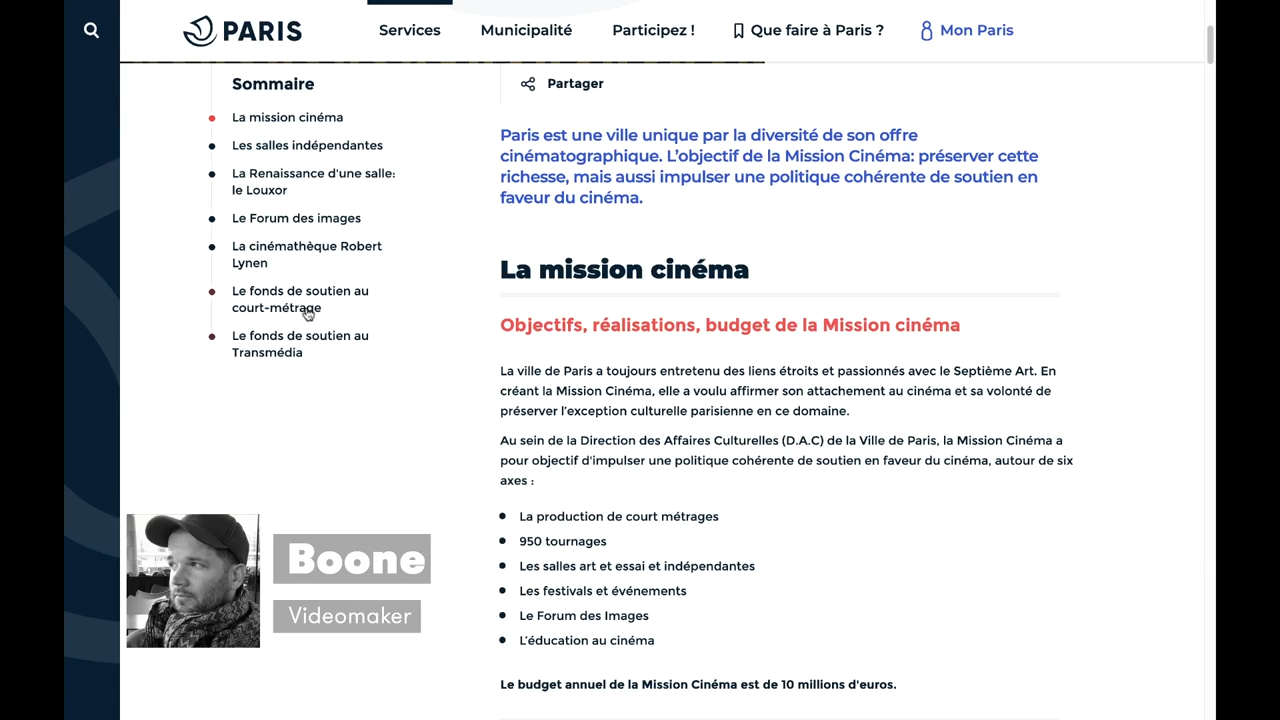 PARIS
Services
Municipalité
Participez !
Que faire à Paris ?
Mon Paris
Sommaire
La mission cinéma
Les salles indépendantes
La Renaissance d'une salle:
le Louxor
Le Forum des images
La cinémathèque Robert
Lynen
Le fonds de soutien au
court-métrage
Le fonds de soutien au
Transmédia
Partager
Paris est une ville unique par la diversité de son offre
cinématographique. L’objectif de la Mission Cinéma: préserver cette
richesse, mais aussi impulser une politique cohérente de soutien en
faveur du cinéma.
La mission cinéma
Objectifs, réalisations, budget de la Mission cinéma
La ville de Paris a toujours entretenu des liens étroits et passionnés avec le Septième Art. En
créant la Mission Cinéma, elle a voulu affirmer son attachement au cinéma et sa volonté de
préserver l’exception culturelle parisienne en ce domaine.
Au sein de la Direction des Affaires Culturelles (D.A.C) de la Ville de Paris, la Mission Cinéma a
pour objectif d'impulser une politique cohérente de soutien en faveur du cinéma, autour de six
axes :
La production de court métrages
950 tournages
Les salles art et essai et indépendantes
Les festivals et événements
Le Forum des Images
L’éducation au cinéma
Le budget annuel de la Mission Cinéma est de 10 millions d'euros.
Boone
Videomaker